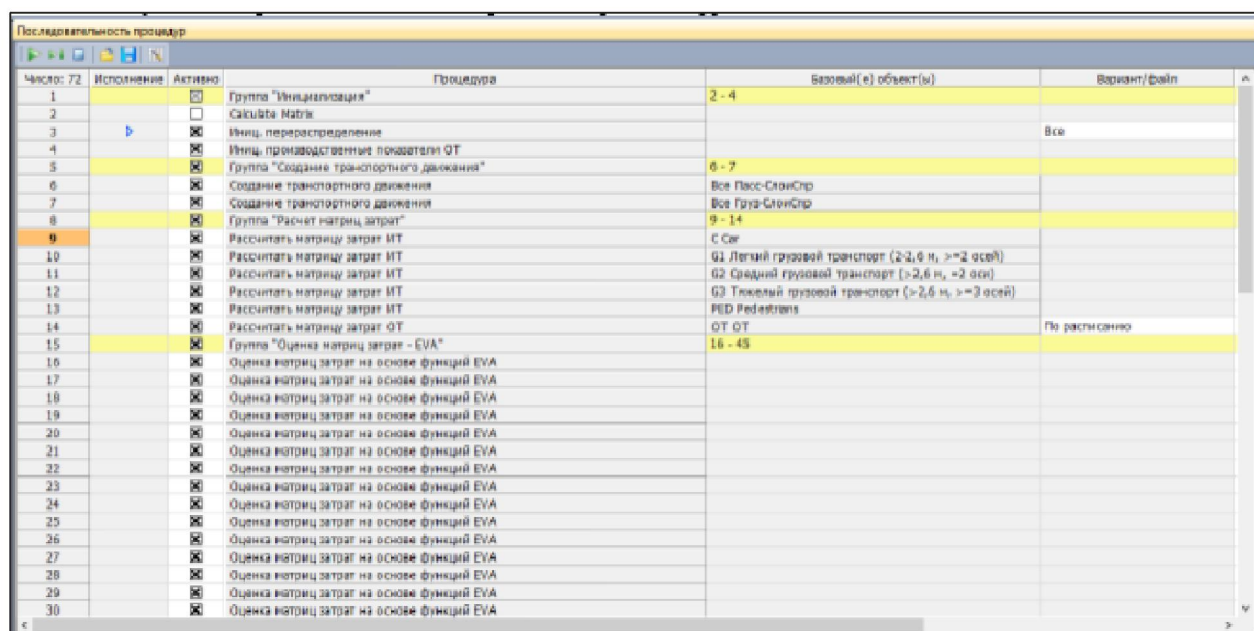 Последовательность процедур
Число: 72 Исполнение Активно Процедура Базовый(е) объект(ы) Вариант/файл
1 Группа "Инициализация" 2 - 4
2 Calculate Matrix
3 Иниц. перераспределение Все
4 Иниц. производственные показатели ОТ
5 Группа "Создание транспортного движения" 6 - 7
6 Создание транспортного движения Все Пасс-СлоиСпр
7 Создание транспортного движения Все Груз-СлоиСпр
8 Группа "Расчет матриц затрат" 9 - 14
9 Рассчитать матрицу затрат ИТ C Car
10 Рассчитать матрицу затрат ИТ G1 Легкий грузовой транспорт (2-2,6 м, >=2 осей)
11 Рассчитать матрицу затрат ИТ G2 Средний грузовой транспорт (>2,6 м, =2 оси)
12 Рассчитать матрицу затрат ИТ G3 Тяжелый грузовой транспорт (>2,6 м, >=3 осей)
13 Рассчитать матрицу затрат ИТ PED Pedestrians
14 Рассчитать матрицу затрат ОТ ОТ ОТ По расписанию
15 Группа "Оценка матриц затрат - EVA" 16 - 45
16 Оценка матриц затрат на основе функций EVA
17 Оценка матриц затрат на основе функций EVA
18 Оценка матриц затрат на основе функций EVA
19 Оценка матриц затрат на основе функций EVA
20 Оценка матриц затрат на основе функций EVA
21 Оценка матриц затрат на основе функций EVA
22 Оценка матриц затрат на основе функций EVA
23 Оценка матриц затрат на основе функций EVA
24 Оценка матриц затрат на основе функций EVA
25 Оценка матриц затрат на основе функций EVA
26 Оценка матриц затрат на основе функций EVA
27 Оценка матриц затрат на основе функций EVA
28 Оценка матриц затрат на основе функций EVA
29 Оценка матриц затрат на основе функций EVA
30 Оценка матриц затрат на основе функций EVA